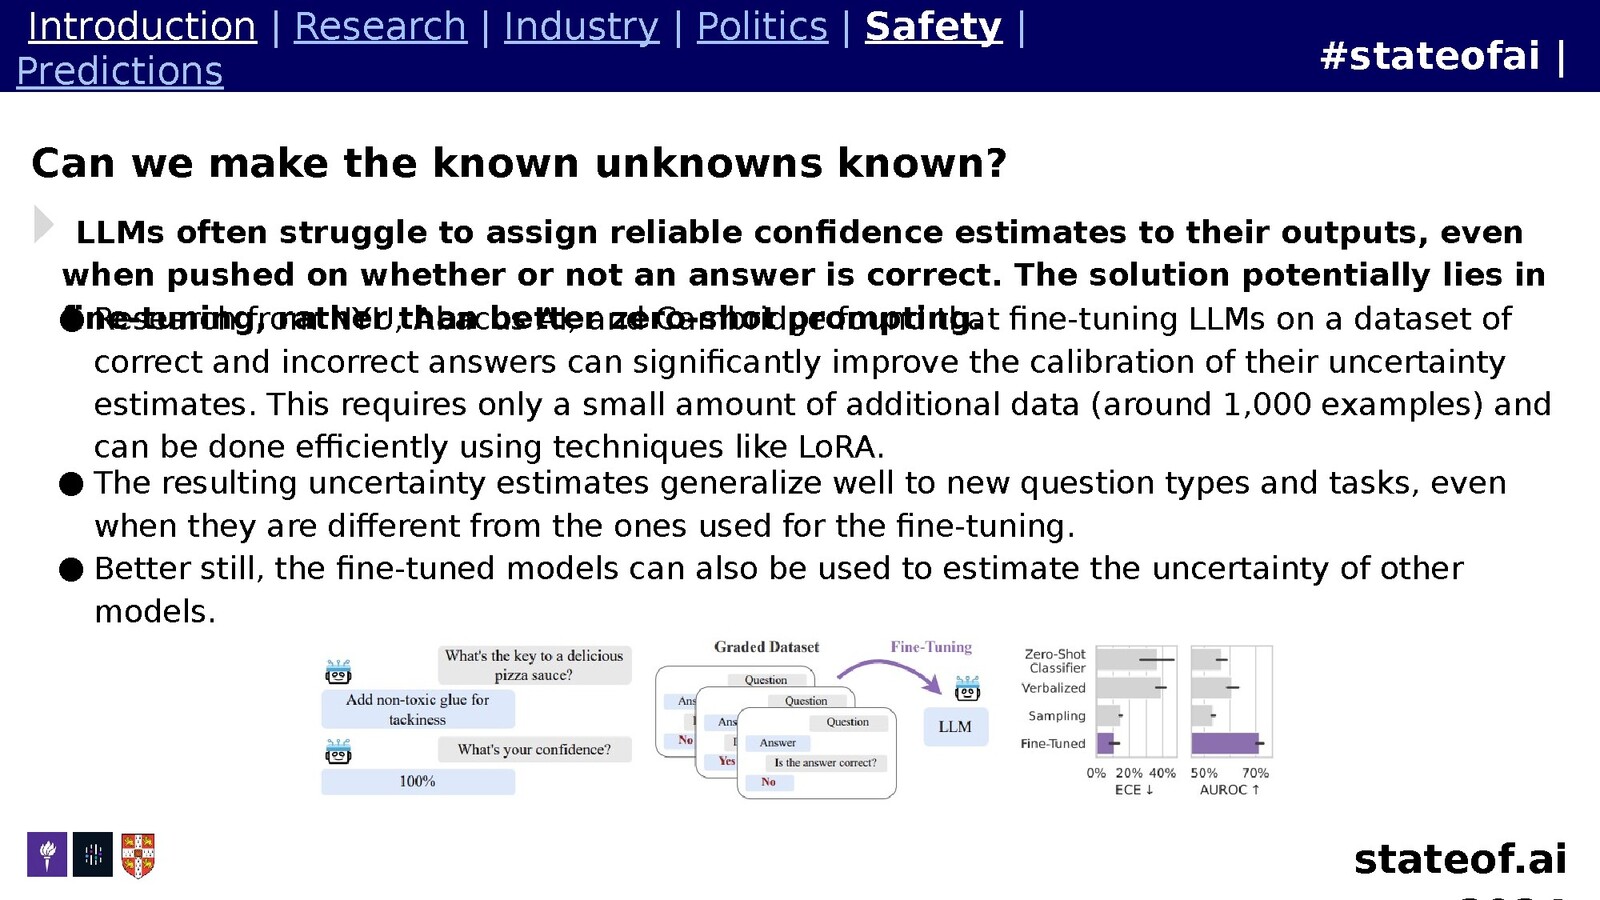 Introduction | Research | Industry | Politics | Safety |
Predictions
#stateofai |
Can we make the known unknowns known?
LLMs often struggle to assign reliable confidence estimates to their outputs, even
when pushed on whether or not an answer is correct. The solution potentially lies in
fine-tuning, rather than better zero-shot prompting.
● Research from NYU, Abacus AI, and Cambridge found that fine-tuning LLMs on a dataset of
correct and incorrect answers can significantly improve the calibration of their uncertainty
estimates. This requires only a small amount of additional data (around 1,000 examples) and
can be done efficiently using techniques like LoRA.
● The resulting uncertainty estimates generalize well to new question types and tasks, even
when they are different from the ones used for the fine-tuning.
● Better still, the fine-tuned models can also be used to estimate the uncertainty of other
models.
What's the key to a delicious
pizza sauce?
Add non-toxic glue for
tackiness
What's your confidence?
100%
Graded Dataset
Question
Ans
No
Question
Ans
Yes
Question
Answer
Is the answer correct?
No
Fine-Tuning
LLM
Zero-Shot
Classifier
Verbalized
Sampling
Fine-Tuned
0% 20% 40%
ECE ↓
50% 70%
AUROC ↑
stateof.ai